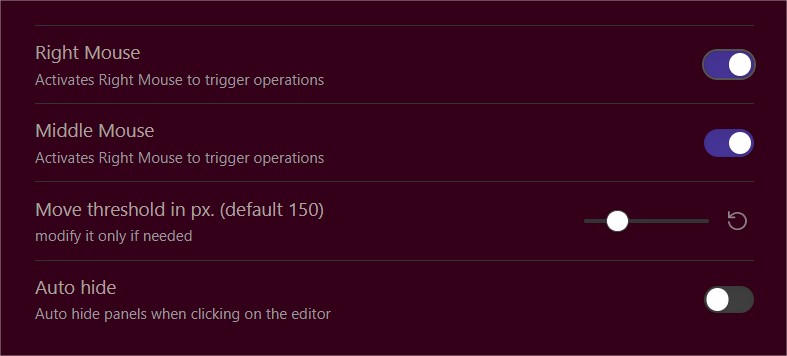 Right Mouse
Activates Right Mouse to trigger operations
Middle Mouse
Activates Right Mouse to trigger operations
Move threshold in px. (default 150)
modify it only if needed
Auto hide
Auto hide panels when clicking on the editor